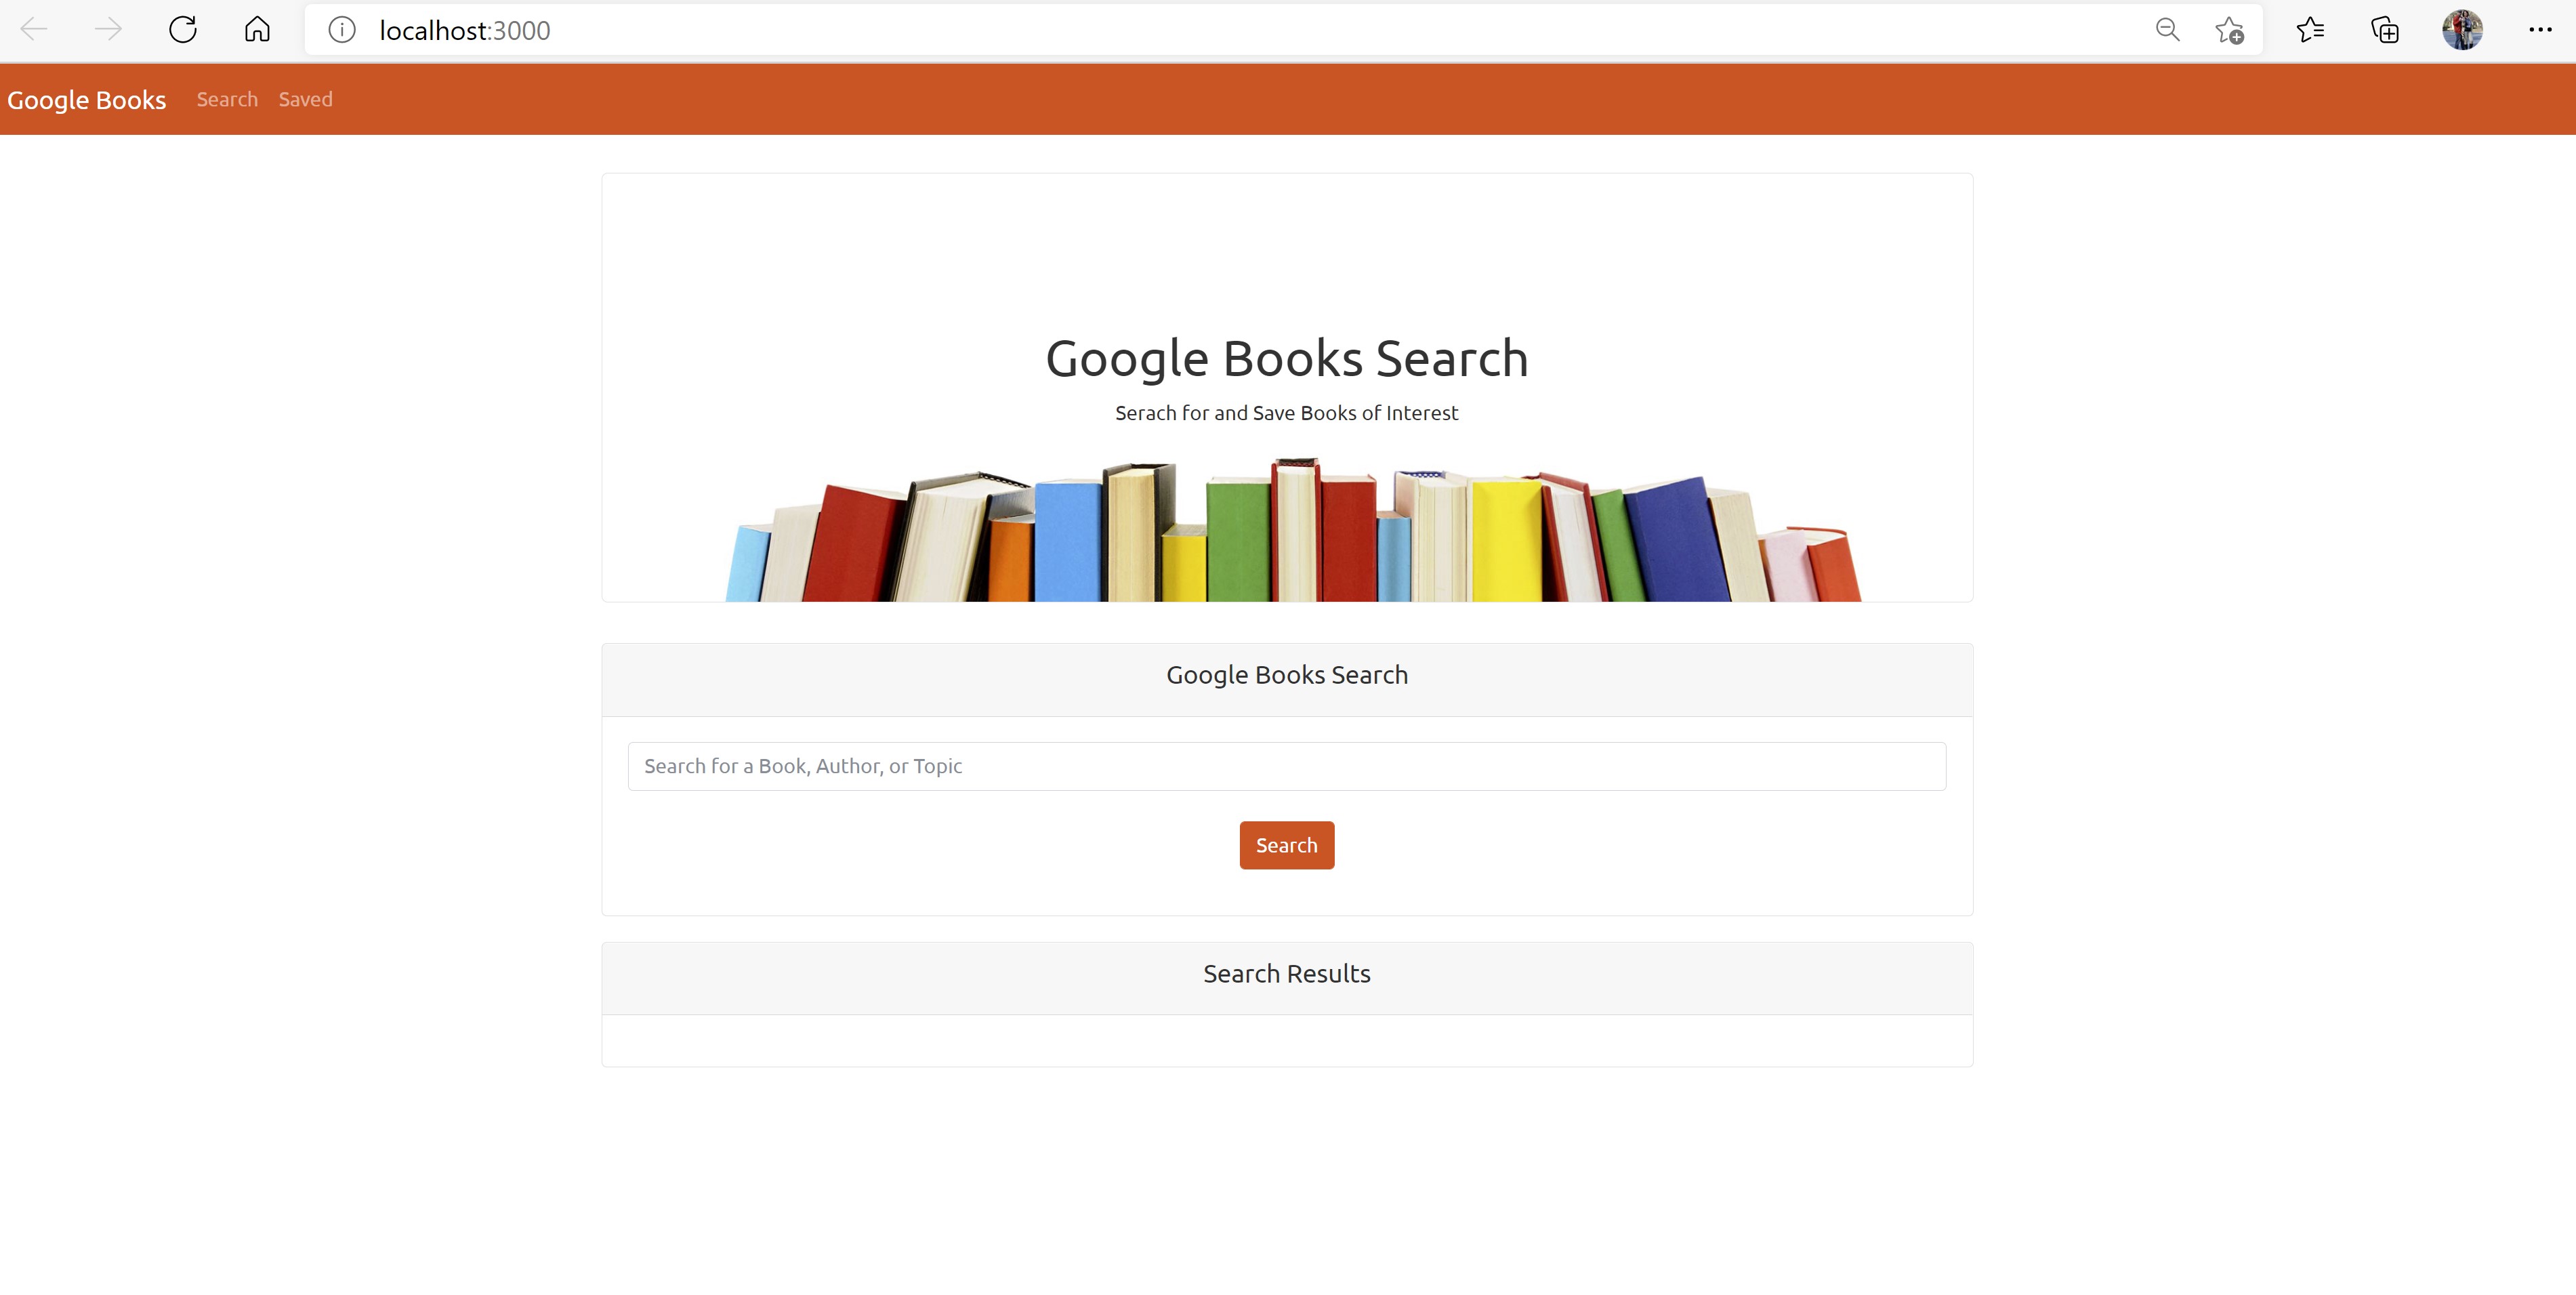 localhost:3000
Google Books Search Saved
Google Books Search
Serach for and Save Books of Interest
Google Books Search
Search for a Book, Author, or Topic
Search
Search Results